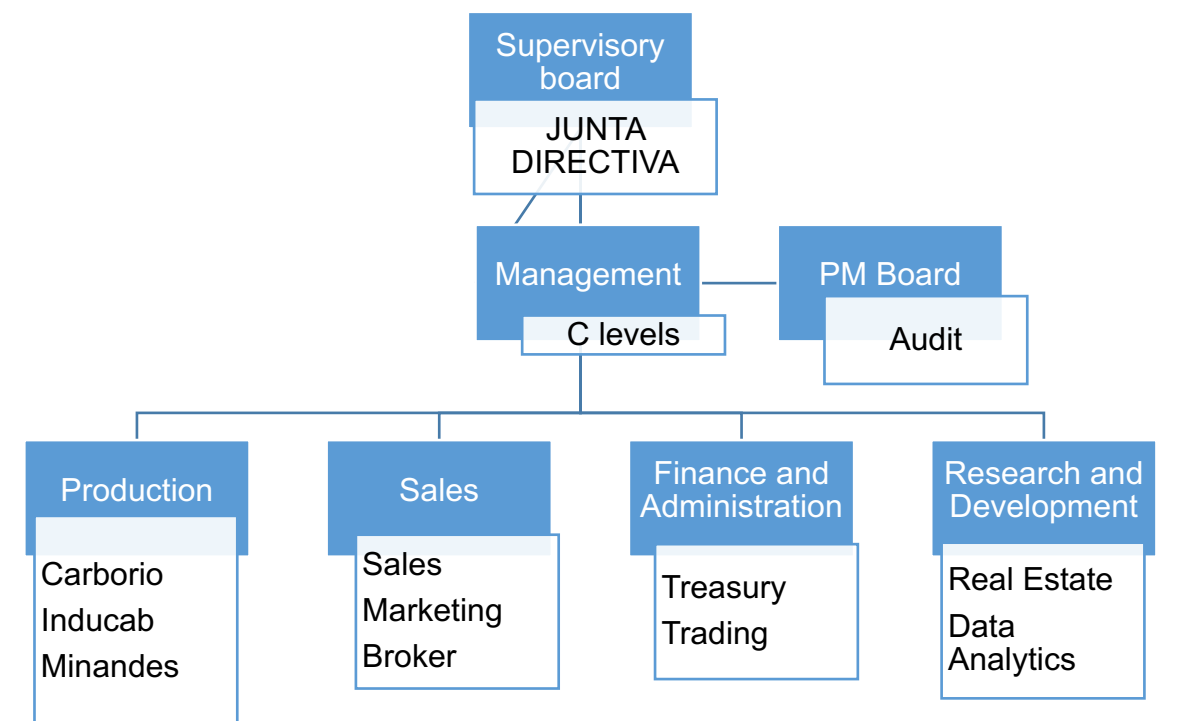 Supervisory
board
JUNTA
DIRECTIVA
Management
C levels
PM Board
Audit
Production
Carborio
Inducab
Minandes
Sales
Sales
Marketing
Broker
Finance and
Administration
Treasury
Trading
Research and
Development
Real Estate
Data
Analytics